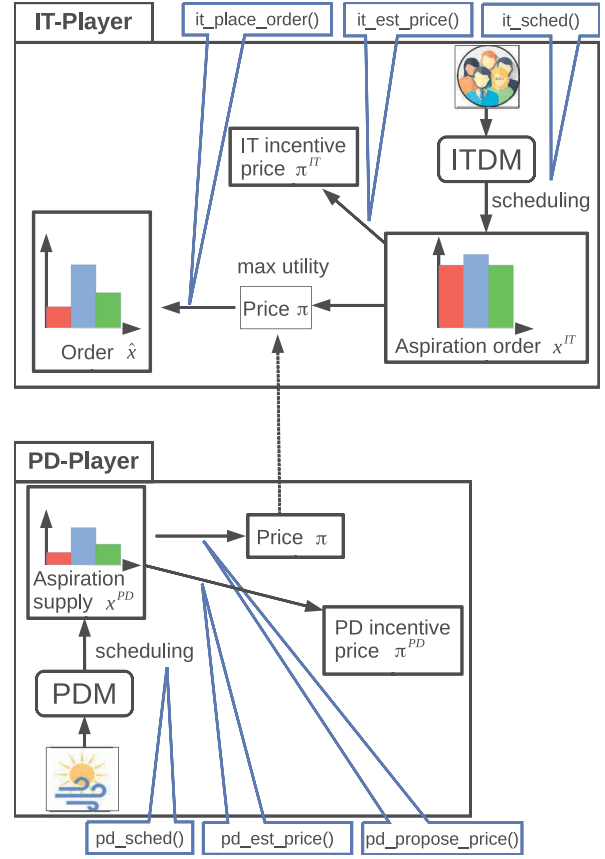 IT-Player
it_place_order()
it_est_price()
it_sched()
IT incentive
price π^IT
ITDM
scheduling
max utility
Price π
Order x̂
Aspiration order x^IT
PD-Player
Price π
Aspiration
supply x^PD
PD incentive
price π^PD
scheduling
PDM
pd_sched()
pd_est_price()
pd_propose_price()